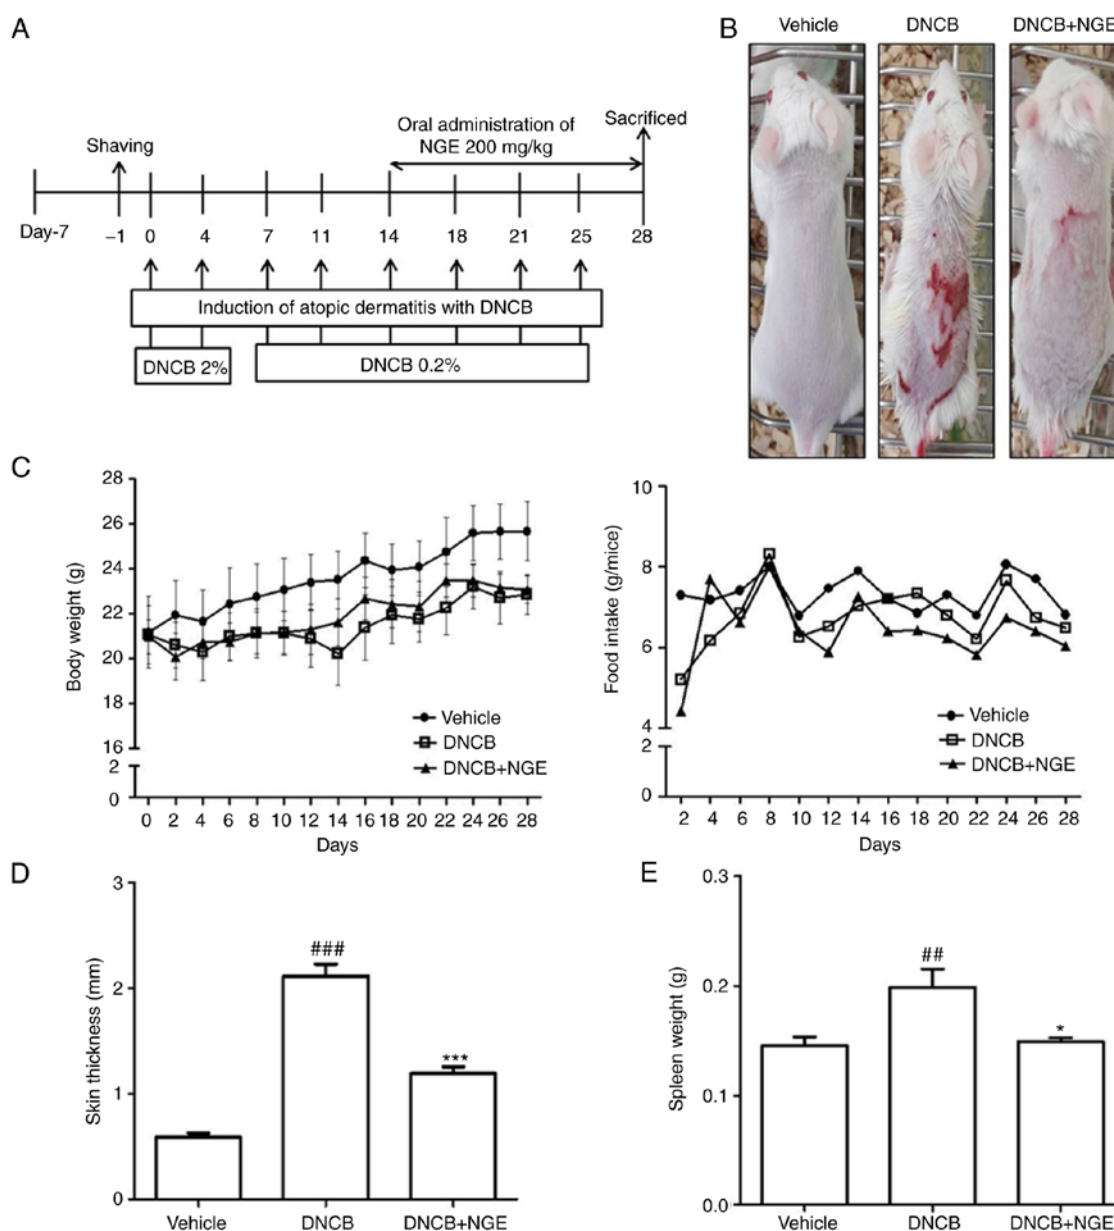 A
Shaving
Oral administration of
NGE 200 mg/kg
Sacrificed
Day-7
−1 0 4 7 11 14 18 21 25 28
Induction of atopic dermatitis with DNCB
DNCB 2%
DNCB 0.2%
B
Vehicle DNCB DNCB+NGE
C
Body weight (g)
28
26
24
22
20
18
16
2
0
Vehicle
DNCB
DNCB+NGE
0 2 4 6 8 10 12 14 16 18 20 22 24 26 28
Days
Food intake (g/mice)
10
8
6
4
2
0
Vehicle
DNCB
DNCB+NGE
2 4 6 8 10 12 14 16 18 20 22 24 26 28
Days
D
Skin thickness (mm)
3
2
1
0
###
***
Vehicle DNCB DNCB+NGE
E
Spleen weight (g)
0.3
0.2
0.1
0.0
##
*
Vehicle DNCB DNCB+NGE